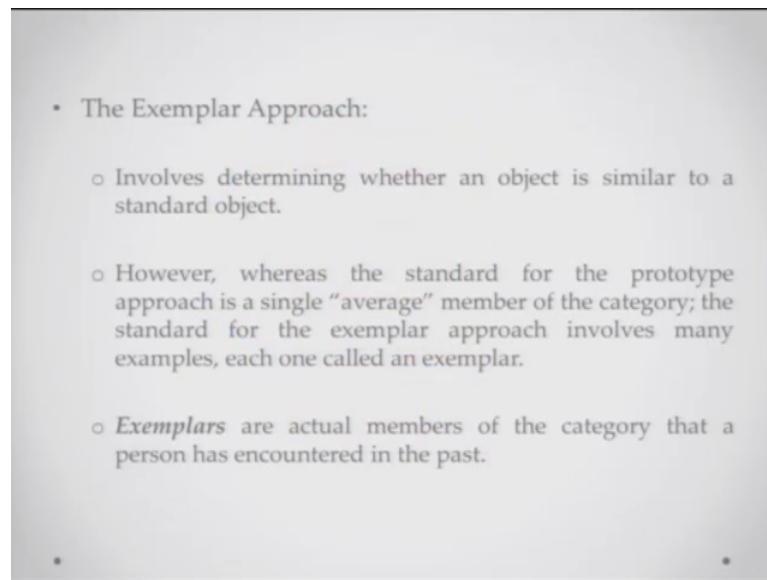 • The Exemplar Approach:
o Involves determining whether an object is similar to a
standard object.
o However, whereas the standard for the prototype
approach is a single “average” member of the category; the
standard for the exemplar approach involves many
examples, each one called an exemplar.
o Exemplars are actual members of the category that a
person has encountered in the past.